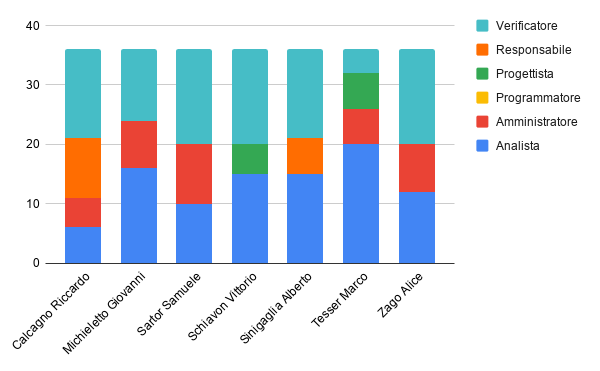 40
30
20
10
0
Calcagno Riccardo
Michieletto Giovanni
Sartor Samuele
Schiavon Vittorio
Sinigaglia Alberto
Tesser Marco
Zago Alice
Verificatore
Responsabile
Progettista
Programmatore
Amministratore
Analista